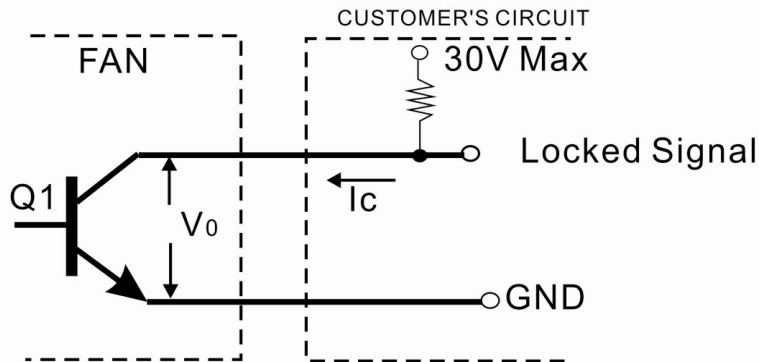 CUSTOMER'S CIRCUIT
FAN
30V Max
Locked Signal
Ic
Q1
V0
GND